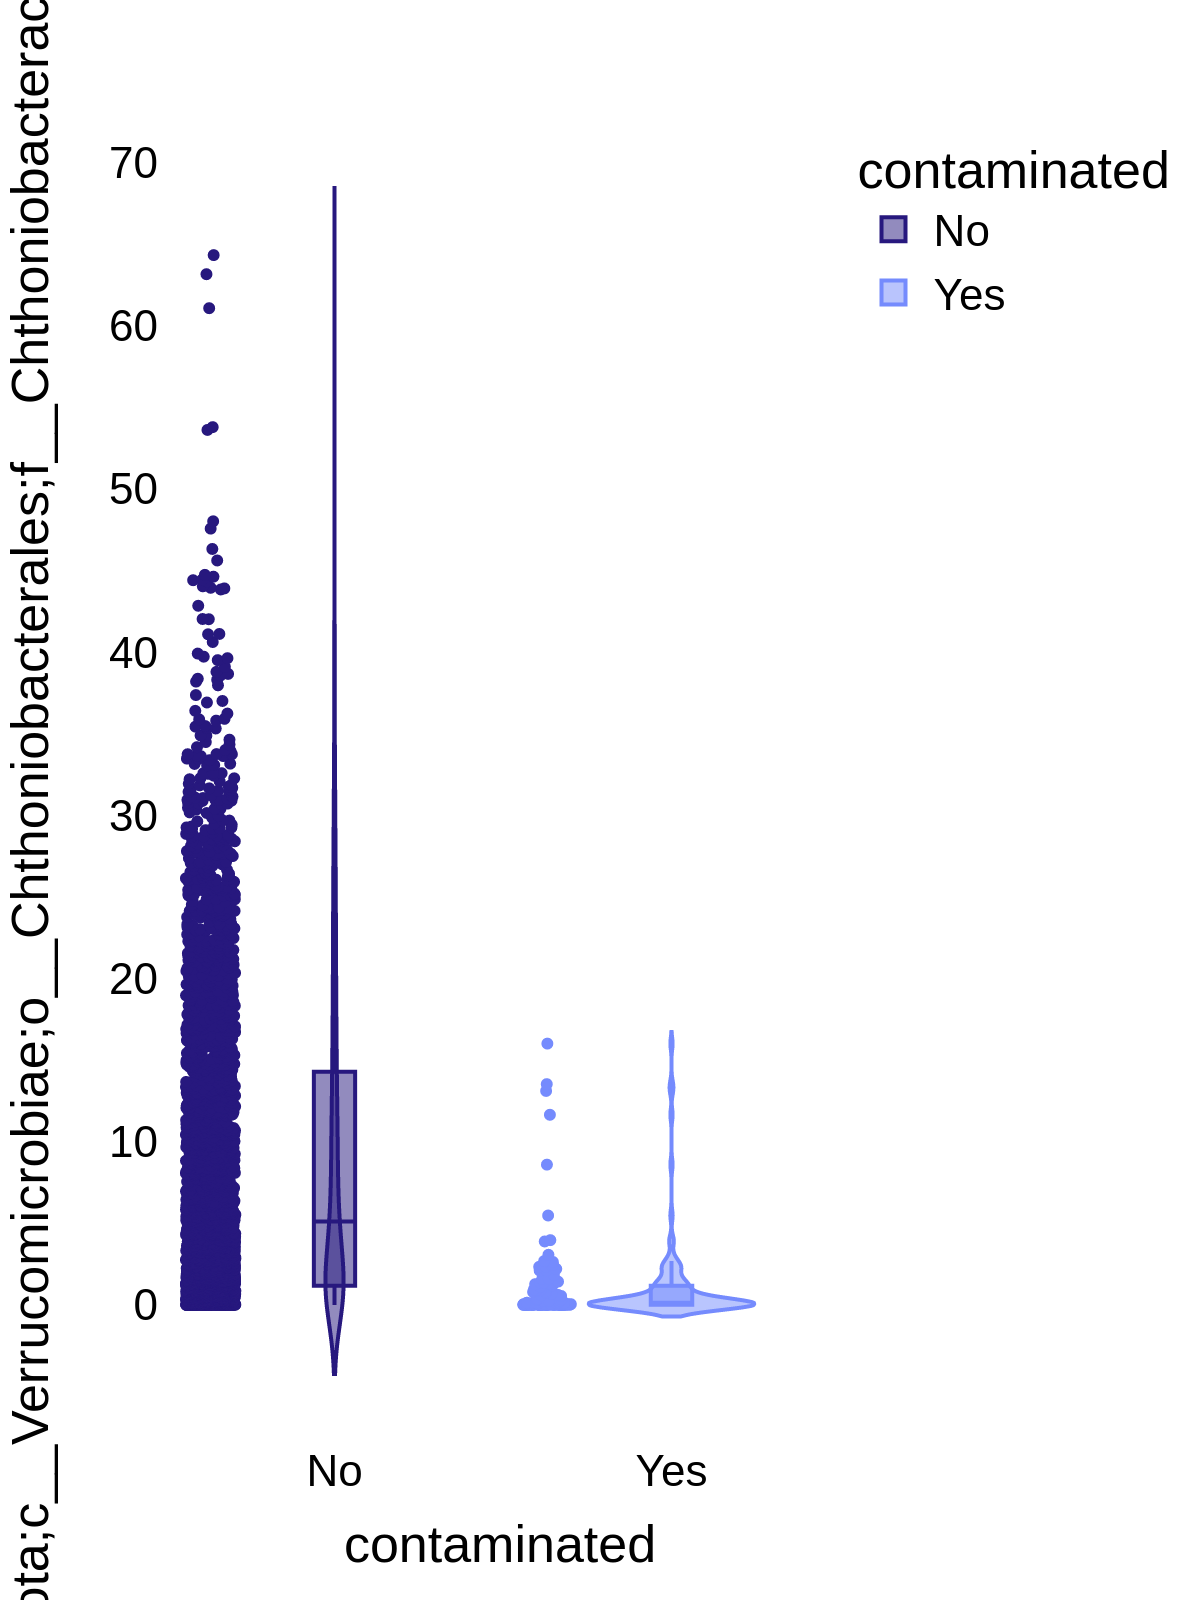 ota;c__Verrucomicrobiae;o__Chthoniobacterales;f__Chthoniobacterac
70
60
50
40
30
20
10
0
No
Yes
contaminated
contaminated
No
Yes